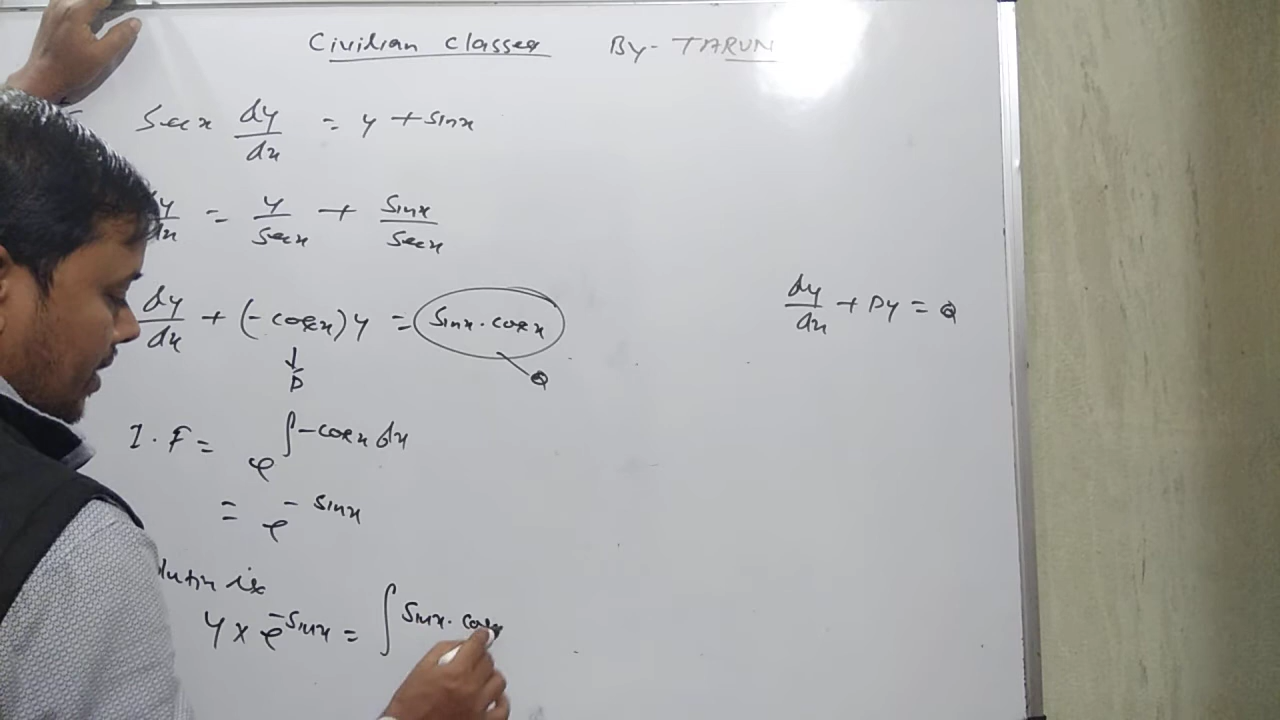 Civilian Classes By- TARUN
Secx dy/dx = y + sinx
dy/dx = y/secx + sinx/secx
dy/dx + (-cosx)y = sinx. cosx
dy/dx + Py = Q
↓
P
Q
I. F = e^∫-cosx dx
= e^- sinx
is
y × e^-sinx = ∫ sinx. cosx